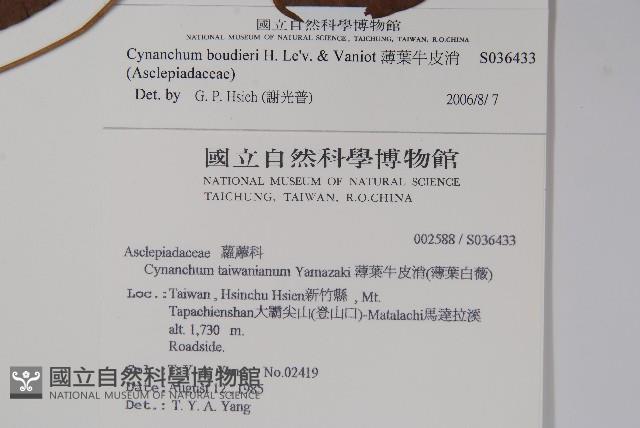 國立自然科學博物館
NATIONAL MUSEUM OF NATURAL SCIENCE, TAICHUNG, TAIWAN, R.O.CHINA
Cynanchum boudieri H. Le'v. & Vaniot 薄葉牛皮消 S036433
(Asclepiadaceae)
Det. by G. P. Hsieh (謝光普) 2006/8/7
國立自然科學博物館
NATIONAL MUSEUM OF NATURAL SCIENCE
TAICHUNG, TAIWAN, R.O.CHINA
002588 / S036433
Asclepiadaceae 蘿藦科
Cynanchum taiwanianum Yamazaki 薄葉牛皮消(薄葉白薇)
Loc.:Taiwan , Hsinchu Hsien新竹縣 , Mt.
Tapachienshan大霸尖山(登山口)-Matalachi馬達拉溪
alt. 1,730 m.
Roadside.
No.02419
Date: August 12, 1985
Det.: T. Y. A. Yang
國立自然科學博物館
NATIONAL MUSEUM OF NATURAL SCIENCE